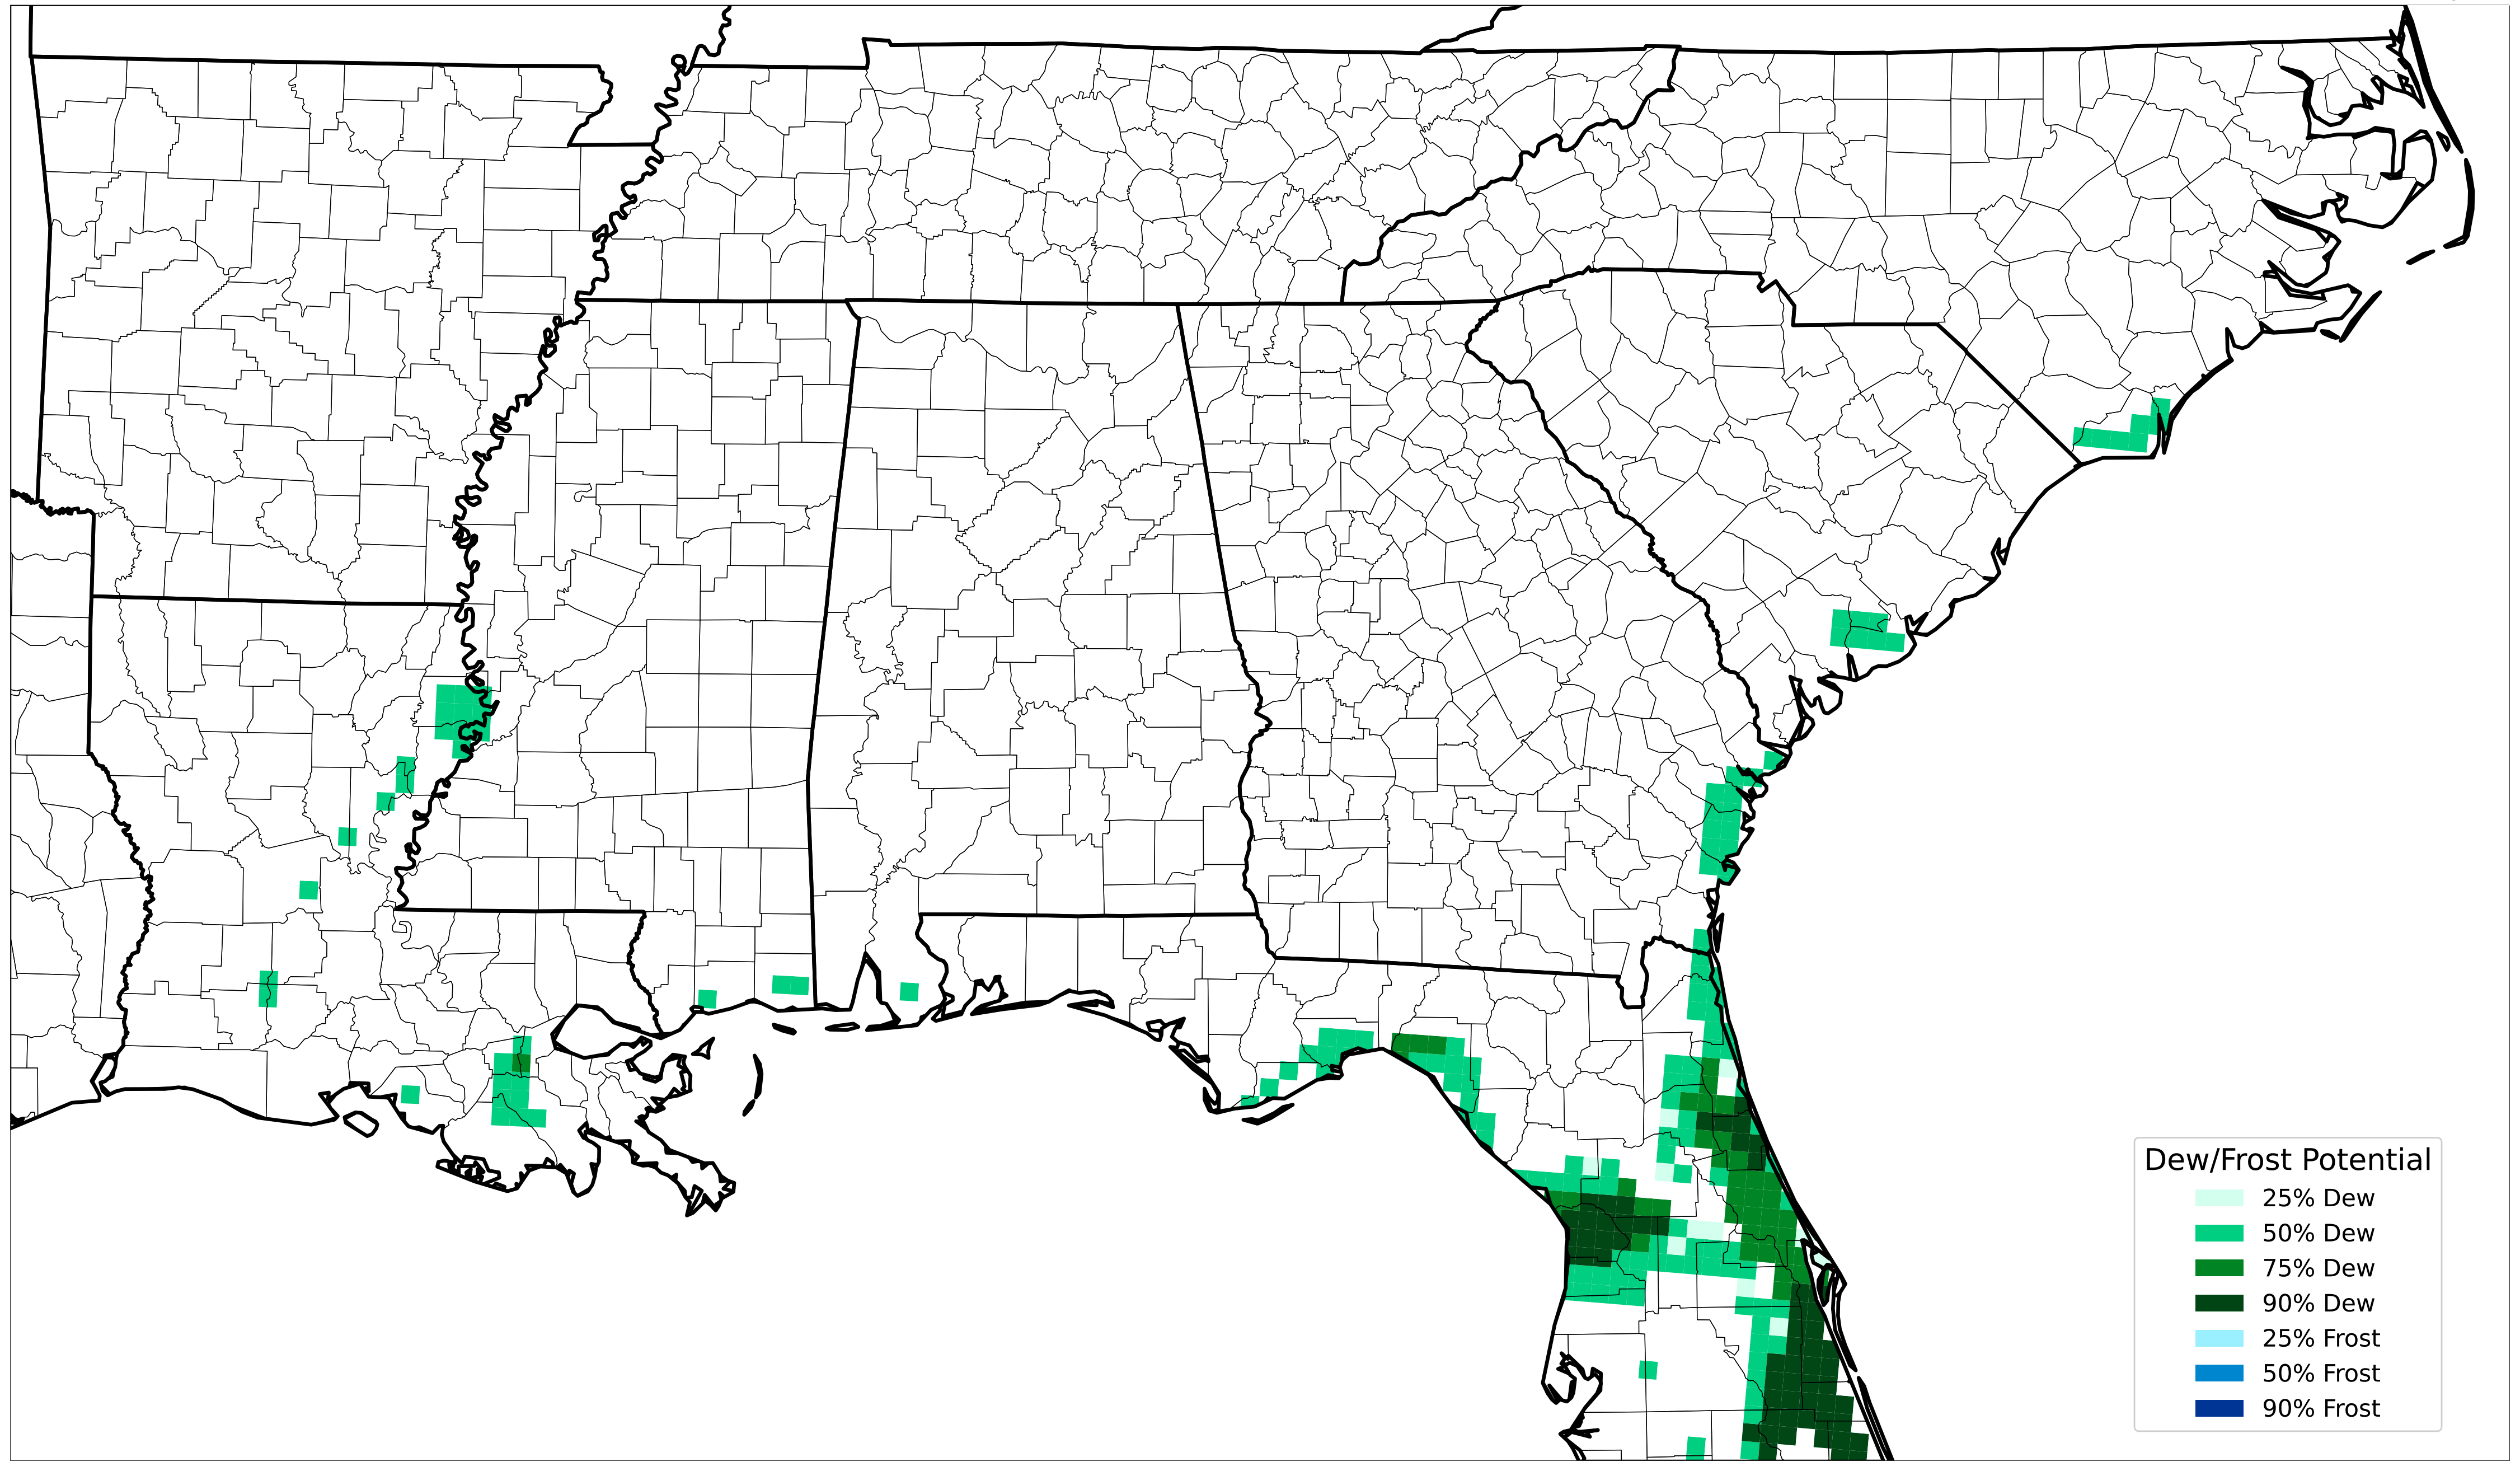 Dew/Frost Potential
25% Dew
50% Dew
75% Dew
90% Dew
25% Frost
50% Frost
90% Frost